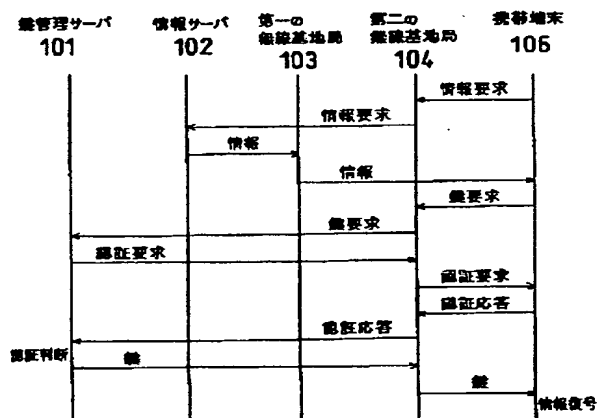 鍵管理サーバ
101
情報サーバ
102
第一の
無線基地局
103
第二の
無線基地局
104
携帯端末
106
情報要求
情報要求
情報
情報
鍵要求
鍵要求
認証要求
認証要求
認証応答
認証応答
認証判断
鍵
鍵
情報復号